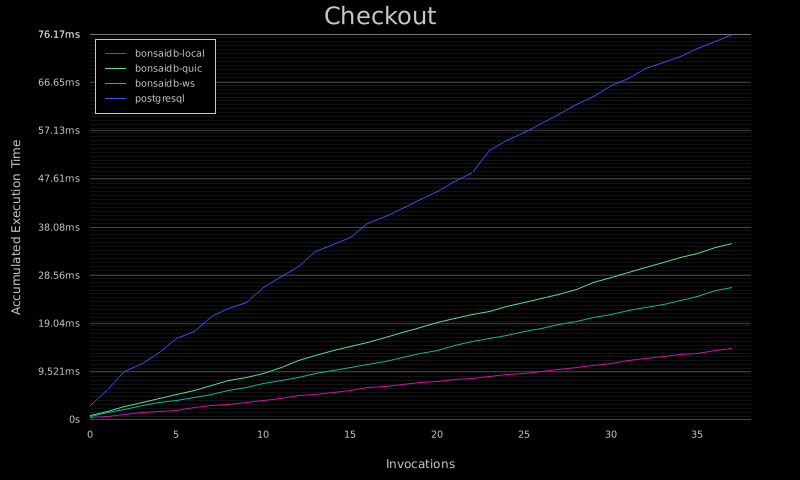 Checkout
76.17ms
66.65ms
57.13ms
47.61ms
38.08ms
28.56ms
19.04ms
9.521ms
0s
bonsaidb-local
bonsaidb-quic
bonsaidb-ws
postgresql
Accumulated Execution Time
0 5 10 15 20 25 30 35
Invocations